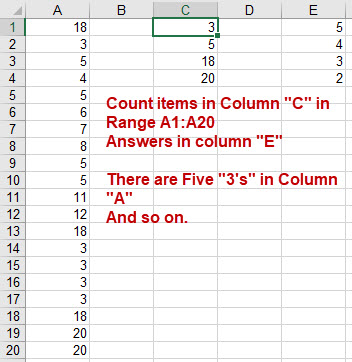 A B C D E
1 18 3 5
2 3 5 4
3 5 18 3
4 4 20 2
5 5
6 6
7 7
8 8
9 5
10 5
11 11
12 12
13 18
14 3
15 3
16 3
17 3
18 18
19 20
20 20
Count items in Column "C" in
Range A1:A20
Answers in column "E"
There are Five "3's" in Column
"A"
And so on.